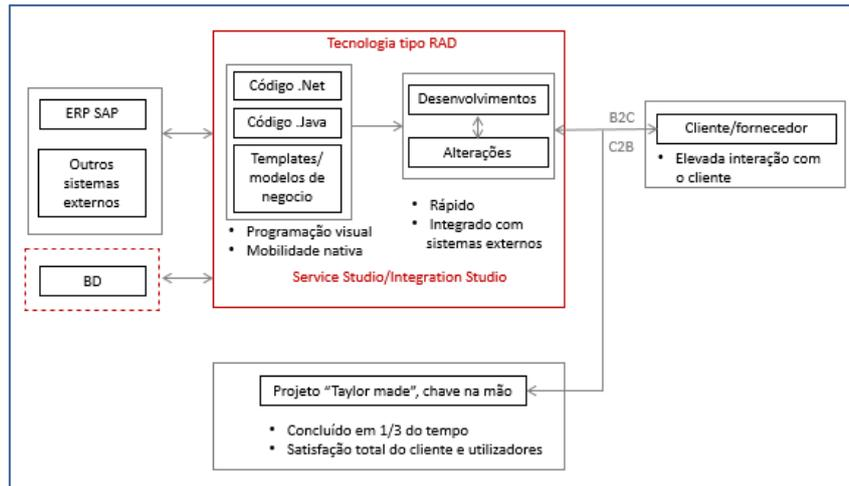 Tecnologia tipo RAD
ERP SAP
Outros
sistemas
externos
BD
Código .Net
Código .Java
Templates/
modelos de
negocio
• Programação visual
• Mobilidade nativa
Desenvolvimentos
Alterações
• Rápido
• Integrado com
sistemas externos
Service Studio/Integration Studio
B2C
C2B
Cliente/fornecedor
• Elevada interação com
o cliente
Projeto “Taylor made”, chave na mão
• Concluído em 1/3 do tempo
• Satisfação total do cliente e utilizadores